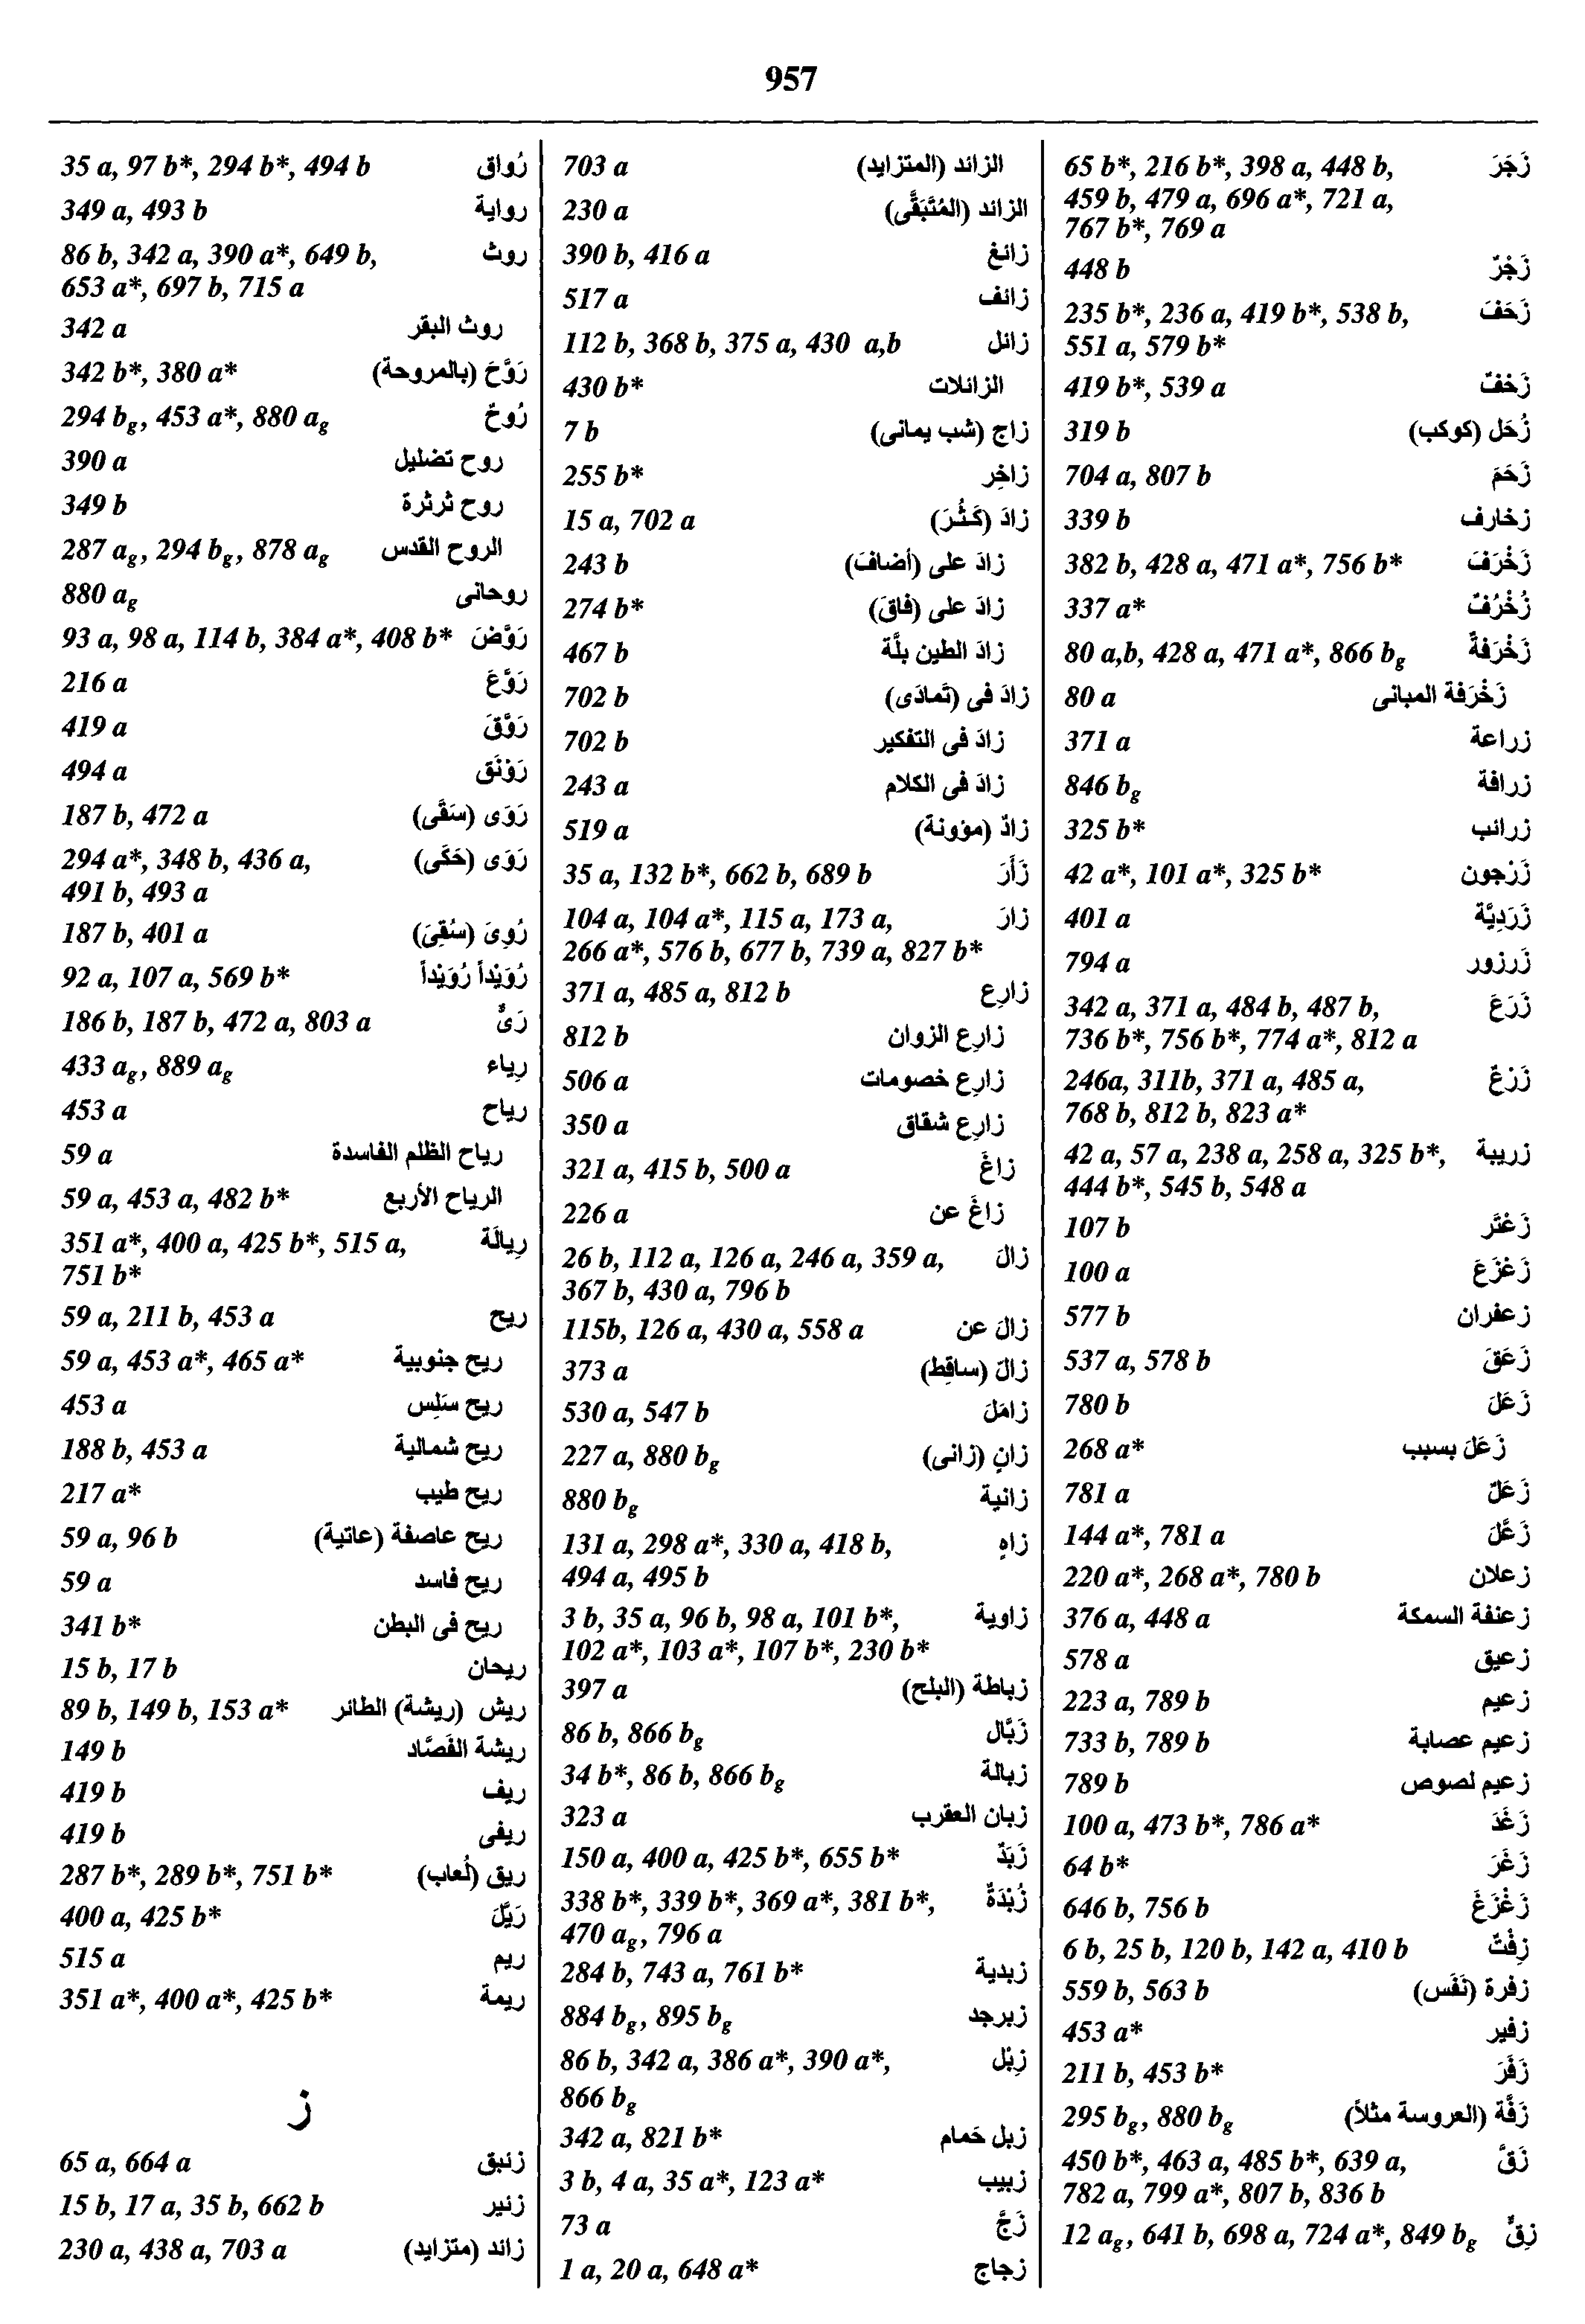 957
35 a, 97 b*, 294 b*, 494 b رُواق
349 a, 493 b رواية
86 b, 342 a, 390 a*, 649 b, روث
653 a*, 697 b, 715 a
342 a روث البقر
342 b*, 380 a* رَوَّحَ (بالمروحة)
294 bg, 453 a*, 880 ag رُوحٌ
390 a روح تضليل
349 b روح ثرثرة
287 ag, 294 bg, 878 ag الروح القدس
880 ag روحانى
93 a, 98 a, 114 b, 384 a*, 408 b* رَوَّضَ
216 a رَوَّعَ
419 a رَوَّقَ
494 a رَوْنَق
187 b, 472 a رَوَى (سَقَّى)
294 a*, 348 b, 436 a, رَوَى (حَكَى)
491 b, 493 a
187 b, 401 a رُوِىَ (سُقِىَ)
92 a, 107 a, 569 b* رُوَيْداً رُوَيْداً
186 b, 187 b, 472 a, 803 a رَىٌّ
433 ag, 889 ag رِياء
453 a رياح
59 a رياح الظلم الفاسدة
59 a, 453 a, 482 b* الرياح الأربع
351 a*, 400 a, 425 b*, 515 a, رِيالَة
751 b*
59 a, 211 b, 453 a ريح
59 a, 453 a*, 465 a* ريح جنوبية
453 a ريح سَلِس
188 b, 453 a ريح شمالية
217 a* ريح طيب
59 a, 96 b ريح عاصفة (عاتية)
59 a ريح فاسد
341 b* ريح فى البطن
15 b, 17 b ريحان
89 b, 149 b, 153 a* ريش (ريشة) الطائر
149 b ريشة الفَصَّاد
419 b ريف
419 b ريفى
287 b*, 289 b*, 751 b* ريق (لُعاب)
400 a, 425 b* رَيَّلَ
515 a ريم
351 a*, 400 a*, 425 b* ريمة
ز
65 a, 664 a زئبق
15 b, 17 a, 35 b, 662 b زئير
230 a, 438 a, 703 a زائد (متزايد)
703 a الزائد (المتزايد)
230 a الزائد (المُتَبَقَّى)
390 b, 416 a زائغ
517 a زائف
112 b, 368 b, 375 a, 430 a,b زائل
430 b* الزائلات
7 b زاج (شب يمانى)
255 b* زاخِر
15 a, 702 a زادَ (كَثُرَ)
243 b زادَ على (أضافَ)
274 b* زادَ على (فاقَ)
467 b زادَ الطين بلَّة
702 b زادَ فى (تَمادَى)
702 b زادَ فى التفكير
243 a زادَ فى الكلام
519 a زادٌ (مؤونة)
35 a, 132 b*, 662 b, 689 b زَأَرَ
104 a, 104 a*, 115 a, 173 a, زارَ
266 a*, 576 b, 677 b, 739 a, 827 b*
371 a, 485 a, 812 b زارِع
812 b زارِع الزوان
506 a زارِع خصومات
350 a زارِع شقاق
321 a, 415 b, 500 a زاغَ
226 a زاغَ عن
26 b, 112 a, 126 a, 246 a, 359 a, زالَ
367 b, 430 a, 796 b
115b, 126 a, 430 a, 558 a زالَ عن
373 a زالّ (ساقِط)
530 a, 547 b زامَلَ
227 a, 880 bg زانٍ (زانى)
880 bg زانية
131 a, 298 a*, 330 a, 418 b, زاهٍ
494 a, 495 b
3 b, 35 a, 96 b, 98 a, 101 b*, زاوية
102 a*, 103 a*, 107 b*, 230 b*
397 a زباطة (البلح)
86 b, 866 bg زَبَّال
34 b*, 86 b, 866 bg زبالة
323 a زبان العقرب
150 a, 400 a, 425 b*, 655 b* زَبَدٌ
338 b*, 339 b*, 369 a*, 381 b*, زُبْدَةٌ
470 ag, 796 a
284 b, 743 a, 761 b* زبدية
884 bg, 895 bg زبرجد
86 b, 342 a, 386 a*, 390 a*, زِبْل
866 bg
342 a, 821 b* زبل حَمام
3 b, 4 a, 35 a*, 123 a* زبيب
73 a زَجَّ
1 a, 20 a, 648 a* زجاج
65 b*, 216 b*, 398 a, 448 b, زَجَرَ
459 b, 479 a, 696 a*, 721 a,
767 b*, 769 a
448 b زَجْرٌ
235 b*, 236 a, 419 b*, 538 b, زَحَفَ
551 a, 579 b*
419 b*, 539 a زَحْفٌ
319 b زُحَل (كوكب)
704 a, 807 b زَحَمَ
339 b زخارف
382 b, 428 a, 471 a*, 756 b* زَخْرَفَ
337 a* زُخْرُفٌ
80 a,b, 428 a, 471 a*, 866 bg زَخْرَفةٌ
80 a زَخْرَفة المبانى
371 a زراعة
846 bg زرافة
325 b* زرائب
42 a*, 101 a*, 325 b* زَرْجون
401 a زَرَدِيَّة
794 a زَرزور
342 a, 371 a, 484 b, 487 b, زَرَعَ
736 b*, 756 b*, 774 a*, 812 a
246a, 311b, 371 a, 485 a, زَرْعٌ
768 b, 812 b, 823 a*
42 a, 57 a, 238 a, 258 a, 325 b*, زريبة
444 b*, 545 b, 548 a
107 b زَعْتَر
100 a زَعْزَعَ
577 b زعفران
537 a, 578 b زَعَقَ
780 b زَعَلَ
268 a* زَعَلَ بسبب
781 a زَعَلٌ
144 a*, 781 a زَعَّلَ
220 a*, 268 a*, 780 b زعلان
376 a, 448 a زعنفة السمكة
578 a زعيق
223 a, 789 b زعيم
733 b, 789 b زعيم عصابة
789 b زعيم لصوص
100 a, 473 b*, 786 a* زَغَدَ
64 b* زَغَرَ
646 b, 756 b زَغْزَغَ
6 b, 25 b, 120 b, 142 a, 410 b زِفْتٌ
559 b, 563 b زفرة (نَفَس)
453 a* زفير
211 b, 453 b* زَفَرَ
295 bg, 880 bg زَفَّة (العروسة مثلاً)
450 b*, 463 a, 485 b*, 639 a, زَقَّ
782 a, 799 a*, 807 b, 836 b
12 ag, 641 b, 698 a, 724 a*, 849 bg زِقٌّ